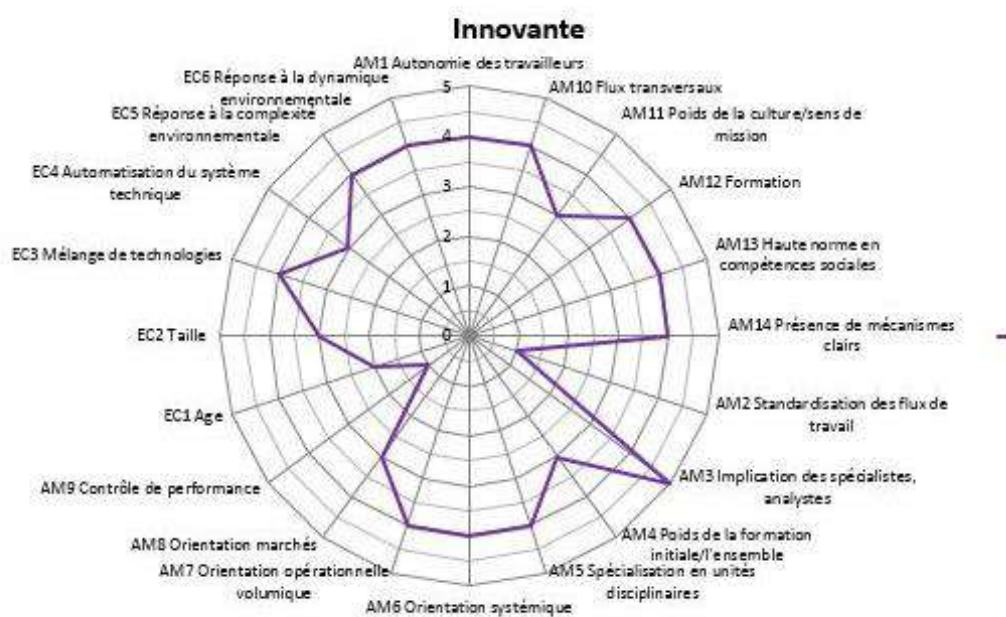 Innovante
AM1 Autonomie des travailleurs
AM10 Flux transversaux
AM11 Poids de la culture/sens de
mission
AM12 Formation
AM13 Haute norme en
compétences sociales
AM14 Présence de mécanismes
clairs
AM2 Standardisation des flux de
travail
AM3 Implication des spécialistes,
analystes
AM4 Poids de la formation
initiale/l'ensemble
AM5 Spécialisation en unités
disciplinaires
AM6 Orientation systémique
AM7 Orientation opérationnelle
volumique
AM8 Orientation marchés
AM9 Contrôle de performance
EC1 Age
EC2 Taille
EC3 Mélange de technologies
EC4 Automatisation du système
technique
EC5 Réponse à la complexité
environnementale
EC6 Réponse à la dynamique
environnementale
5
4
3
2
1
0